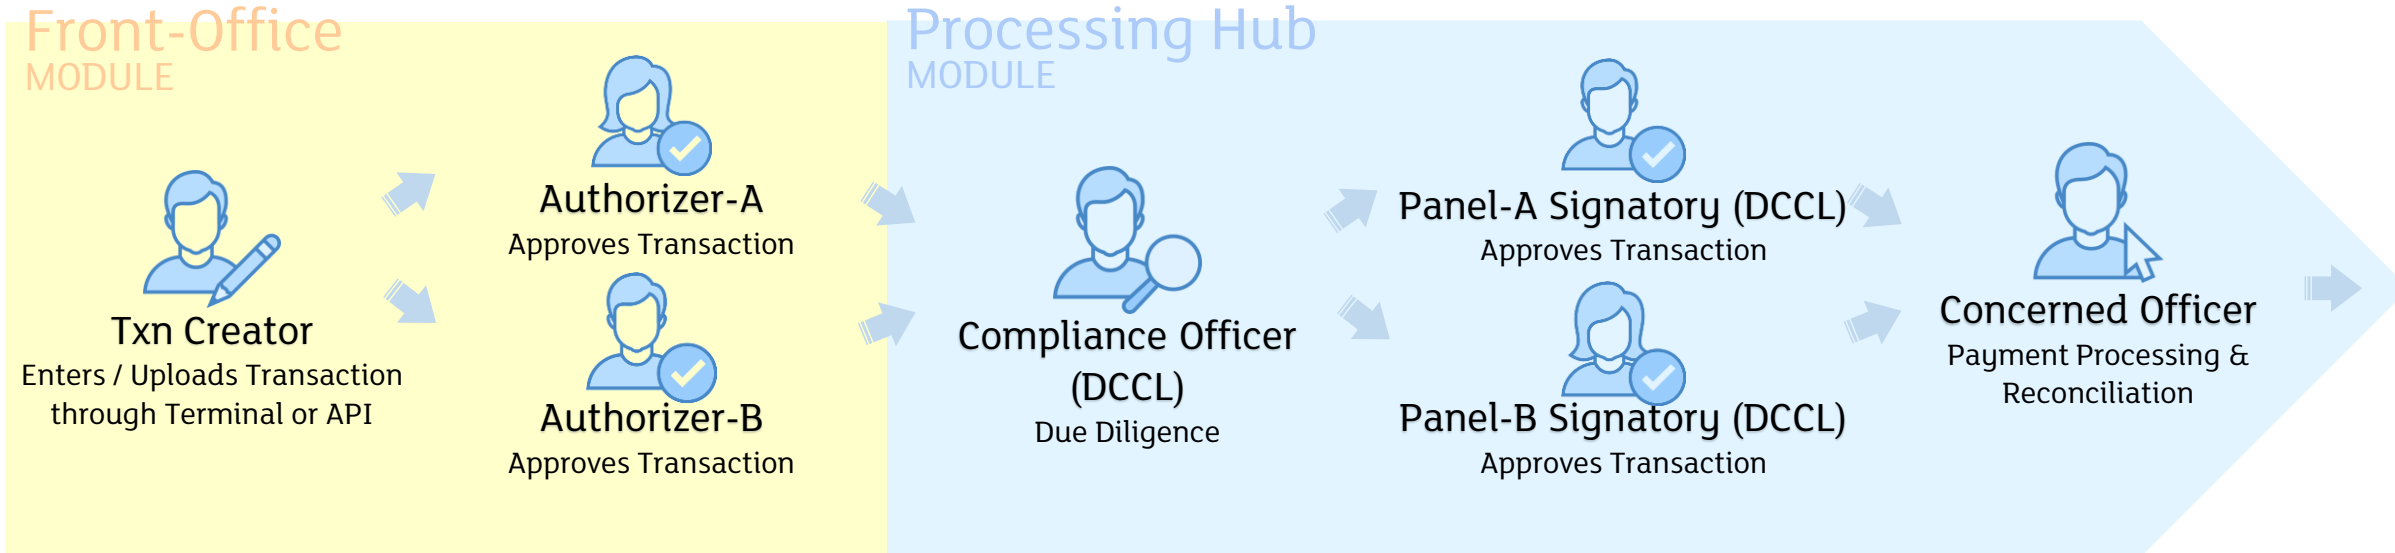 Front-Office
MODULE
Txn Creator
Enters / Uploads Transaction
through Terminal or API
Authorizer-A
Approves Transaction
Authorizer-B
Approves Transaction
Processing Hub
MODULE
Compliance Officer
(DCCL)
Due Diligence
Panel-A Signatory (DCCL)
Approves Transaction
Panel-B Signatory (DCCL)
Approves Transaction
Concerned Officer
Payment Processing &
Reconciliation